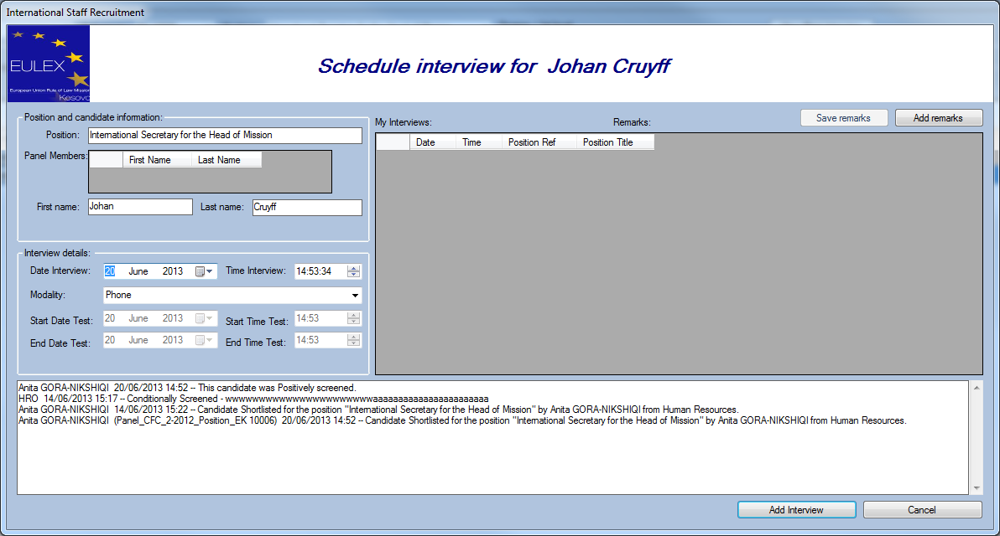 International Staff Recruitment
EULEX
European Union Rule of Law Mission
Kosovo
Schedule interview for Johan Cruyff
Position and candidate information:
Position: International Secretary for the Head of Mission
Panel Members: First Name Last Name
First name: Johan Last name: Cruyff
My Interviews: Remarks: Save remarks Add remarks
Date Time Position Ref Position Title
Interview details:
Date Interview: 20 June 2013 Time Interview: 14:53:34
Modality: Phone
Start Date Test: 20 June 2013 Start Time Test: 14:53
End Date Test: 20 June 2013 End Time Test: 14:53
Anita GORA-NIKSHIQI 20/06/2013 14:52 -- This candidate was Positively screened.
HRO 14/06/2013 15:17 -- Conditionally Screened - wwwwwwwwwwwwwwwwwwwwwwaaaaaaaaaaaaaaaaaaaaaaa
Anita GORA-NIKSHIQI 14/06/2013 15:22 -- Candidate Shortlisted for the position "International Secretary for the Head of Mission" by Anita GORA-NIKSHIQI from Human Resources.
Anita GORA-NIKSHIQI (Panel_CFC_2-2012_Position_EK 10006) 20/06/2013 14:52 -- Candidate Shortlisted for the position "International Secretary for the Head of Mission" by Anita GORA-NIKSHIQI from Human Resources.
Add Interview Cancel